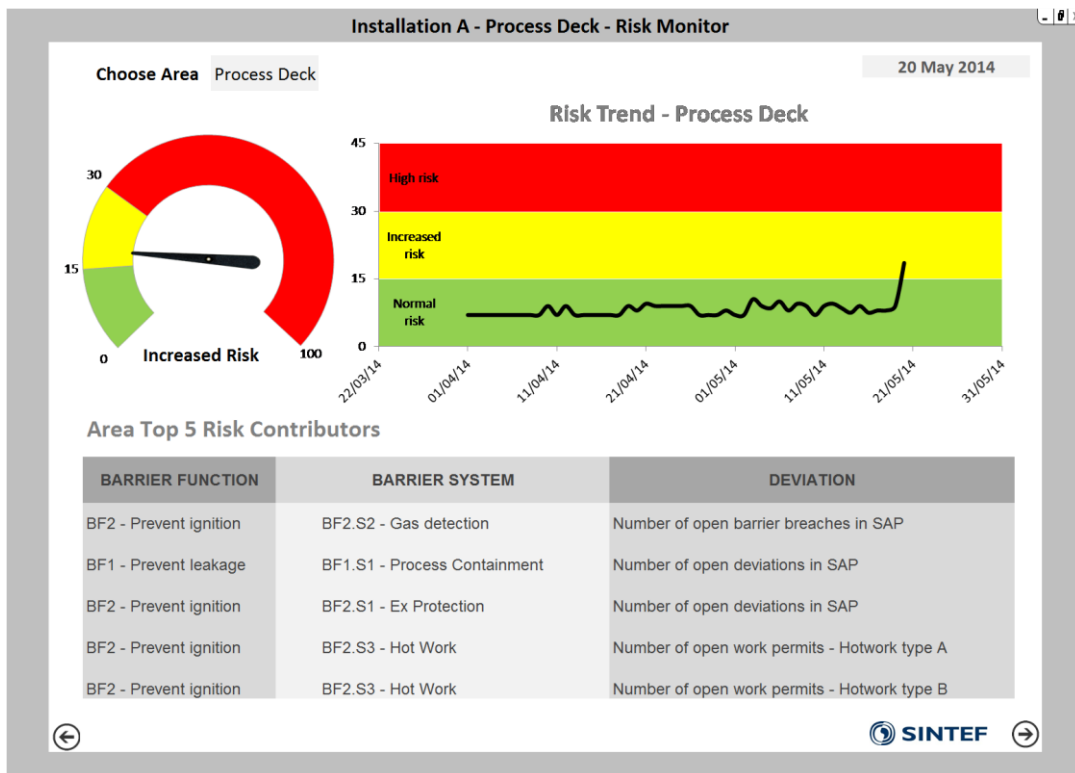 Installation A - Process Deck - Risk Monitor
Choose Area Process Deck
20 May 2014
Risk Trend - Process Deck
45
High risk
30
30
Increased
risk
15
15
Normal
risk
0
0
100
Increased Risk
22/03/14
01/04/14
11/04/14
21/04/14
01/05/14
11/05/14
21/05/14
31/05/14
Area Top 5 Risk Contributors
BARRIER FUNCTION BARRIER SYSTEM DEVIATION
BF2 - Prevent ignition BF2.S2 - Gas detection Number of open barrier breaches in SAP
BF1 - Prevent leakage BF1.S1 - Process Containment Number of open deviations in SAP
BF2 - Prevent ignition BF2.S1 - Ex Protection Number of open deviations in SAP
BF2 - Prevent ignition BF2.S3 - Hot Work Number of open work permits - Hotwork type A
BF2 - Prevent ignition BF2.S3 - Hot Work Number of open work permits - Hotwork type B
SINTEF